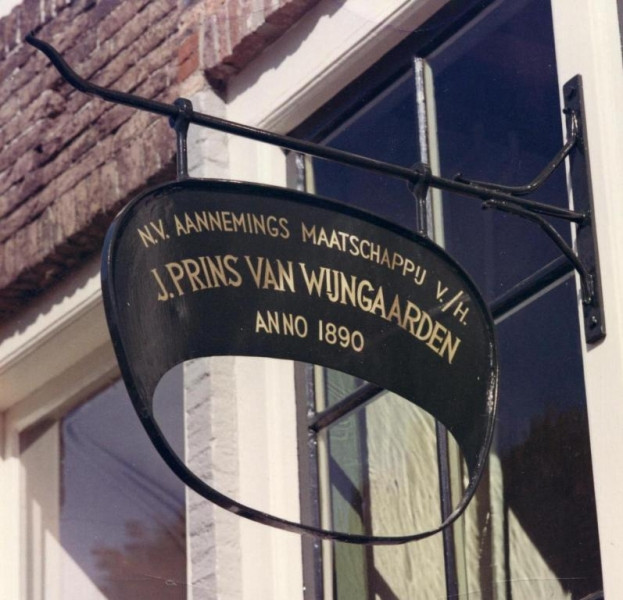 N.V. AANNEMINGS MAATSCHAPPIJ V./H.
J. PRINS VAN WIJNGAARDEN
ANNO 1890